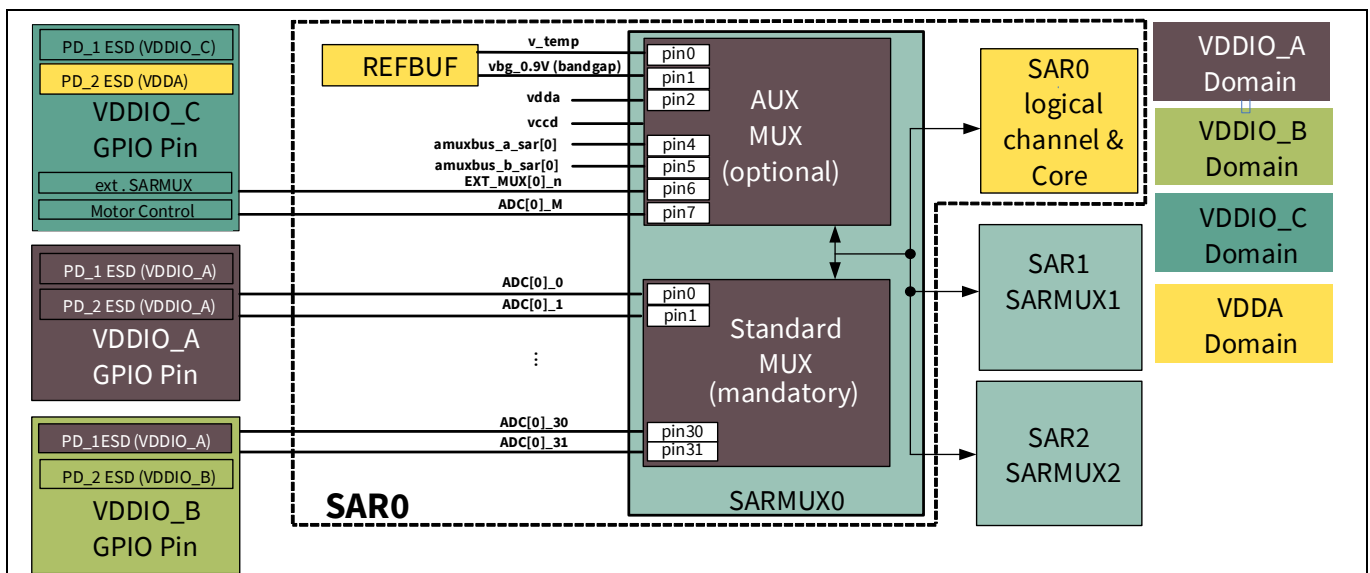 PD_1 ESD (VDDIO_C)
PD_2 ESD (VDDA)
VDDIO_C
GPIO Pin
ext . SARMUX
Motor Control
PD_1 ESD (VDDIO_A)
PD_2 ESD (VDDIO_A)
VDDIO_A
GPIO Pin
PD_1ESD (VDDIO_A)
PD_2 ESD (VDDIO_B)
VDDIO_B
GPIO Pin
REFBUF
v_temp
vbg_0.9V (bandgap)
vdda
vccd
amuxbus_a_sar[0]
amuxbus_b_sar[0]
EXT_MUX[0]_n
ADC[0]_M
ADC[0]_0
ADC[0]_1
...
ADC[0]_30
ADC[0]_31
SAR0
pin0
pin1
pin2
pin4
pin5
pin6
pin7
AUX
MUX
(optional)
pin0
pin1
pin30
pin31
Standard
MUX
(mandatory)
SARMUX0
SAR0
logical
channel &
Core
SAR1
SARMUX1
SAR2
SARMUX2
VDDIO_A
Domain
VDDIO_B
Domain
VDDIO_C
Domain
VDDA
Domain